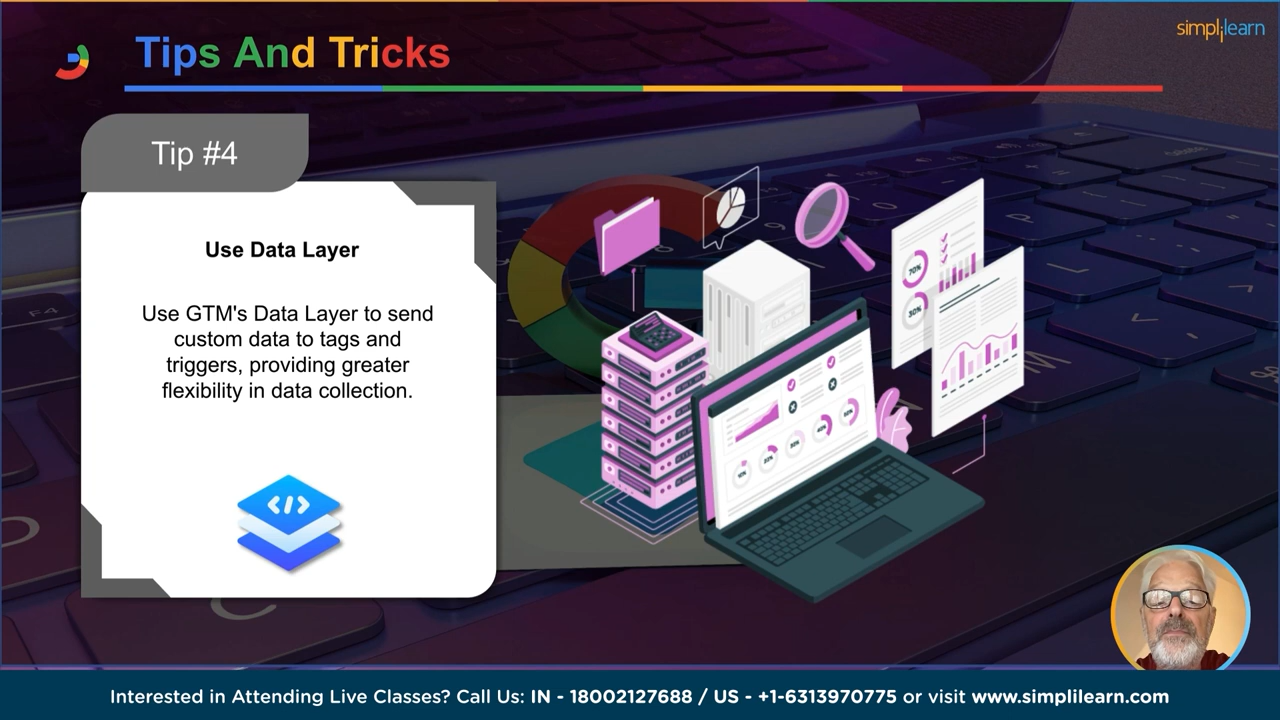 Tips And Tricks
simplilearn
Tip #4
Use Data Layer
Use GTM's Data Layer to send
custom data to tags and
triggers, providing greater
flexibility in data collection.
</>
70%
30%
Interested in Attending Live Classes? Call Us: IN - 18002127688 / US - +1-6313970775 or visit www.simplilearn.com